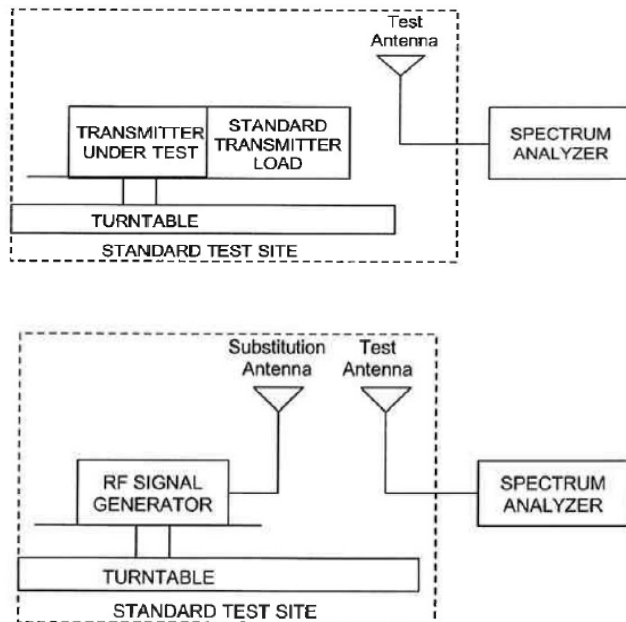 Test
Antenna
TRANSMITTER
UNDER TEST
STANDARD
TRANSMITTER
LOAD
SPECTRUM
ANALYZER
TURNTABLE
STANDARD TEST SITE
Substitution
Antenna
Test
Antenna
RF SIGNAL
GENERATOR
SPECTRUM
ANALYZER
TURNTABLE
STANDARD TEST SITE